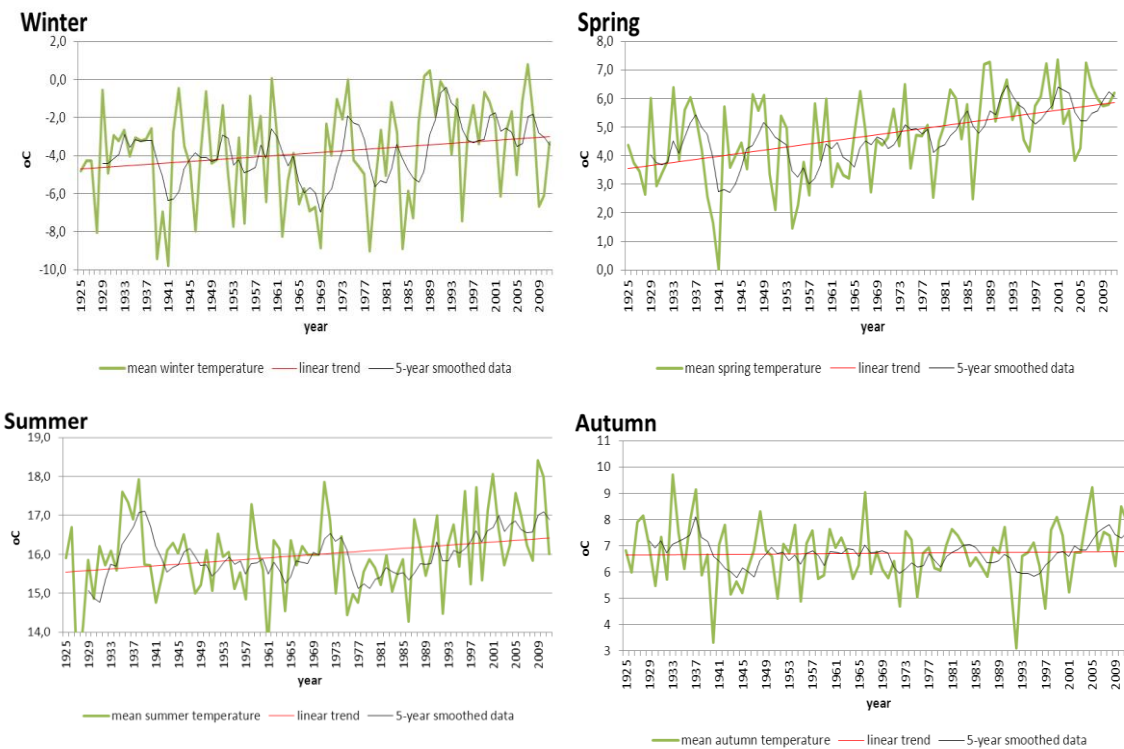 Winter
2,0
0,0
-2,0
-4,0
-6,0
-8,0
-10,0
oC
1925 1929 1933 1937 1941 1945 1949 1953 1957 1961 1965 1969 1973 1977 1981 1985 1989 1993 1997 2001 2005 2009
year
mean winter temperature linear trend 5-year smoothed data
Spring
8,0
7,0
6,0
5,0
4,0
3,0
2,0
1,0
0,0
oC
1925 1929 1933 1937 1941 1945 1949 1953 1957 1961 1965 1969 1973 1977 1981 1985 1989 1993 1997 2001 2005 2009
year
mean spring temperature linear trend 5-year smoothed data
Summer
19,0
18,0
17,0
16,0
15,0
14,0
oC
1925 1929 1933 1937 1941 1945 1949 1953 1957 1961 1965 1969 1973 1977 1981 1985 1989 1993 1997 2001 2005 2009
year
mean summer temperature linear trend 5-year smoothed data
Autumn
11
10
9
8
7
6
5
4
3
oC
1925 1929 1933 1937 1941 1945 1949 1953 1957 1961 1965 1969 1973 1977 1981 1985 1989 1993 1997 2001 2005 2009
year
mean autumn temperature linear trend 5-year smoothed data